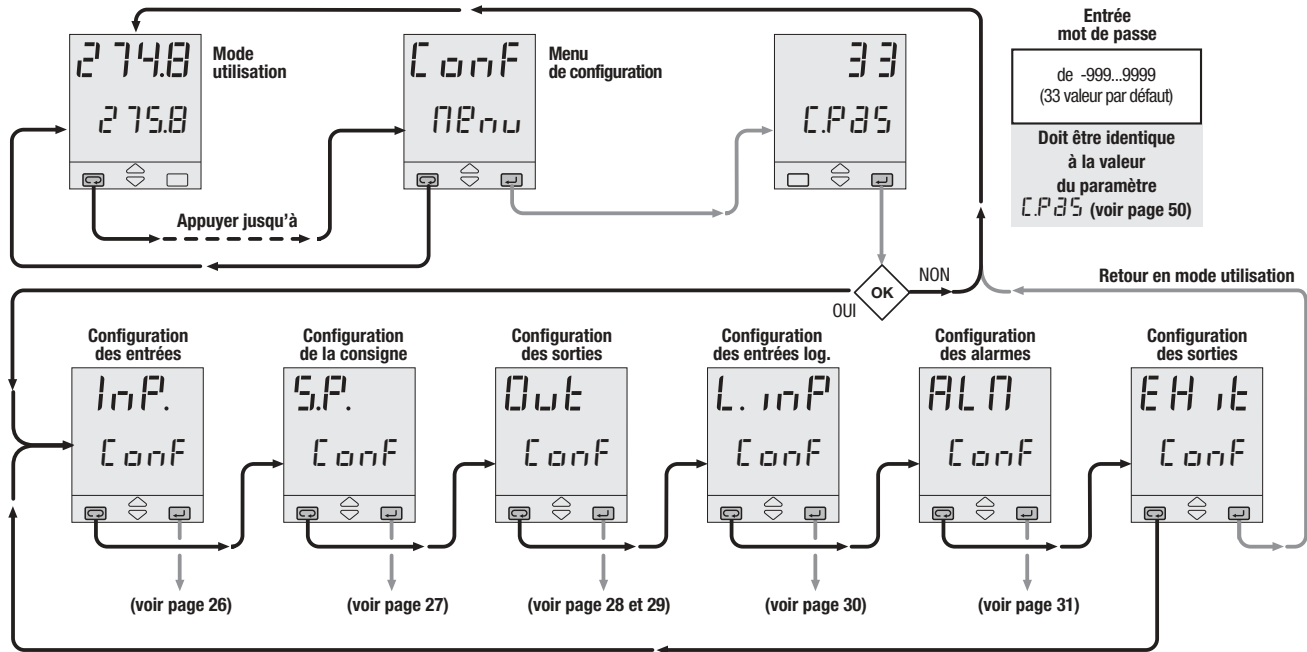 274.8
275.8
Mode
utilisation
Conf
Menu
Menu
de configuration
33
C.PaS
Entrée
mot de passe
de -999...9999
(33 valeur par défaut)
Doit être identique
à la valeur
du paramètre
C.PaS (voir page 50)
Appuyer jusqu'à
OK
NON
OUI
Retour en mode utilisation
Configuration
des entrées
InP.
Conf
(voir page 26)
Configuration
de la consigne
S.P.
Conf
(voir page 27)
Configuration
des sorties
Out
Conf
(voir page 28 et 29)
Configuration
des entrées log.
L. inP
Conf
(voir page 30)
Configuration
des alarmes
ALM
Conf
(voir page 31)
Configuration
des sorties
EHit
Conf